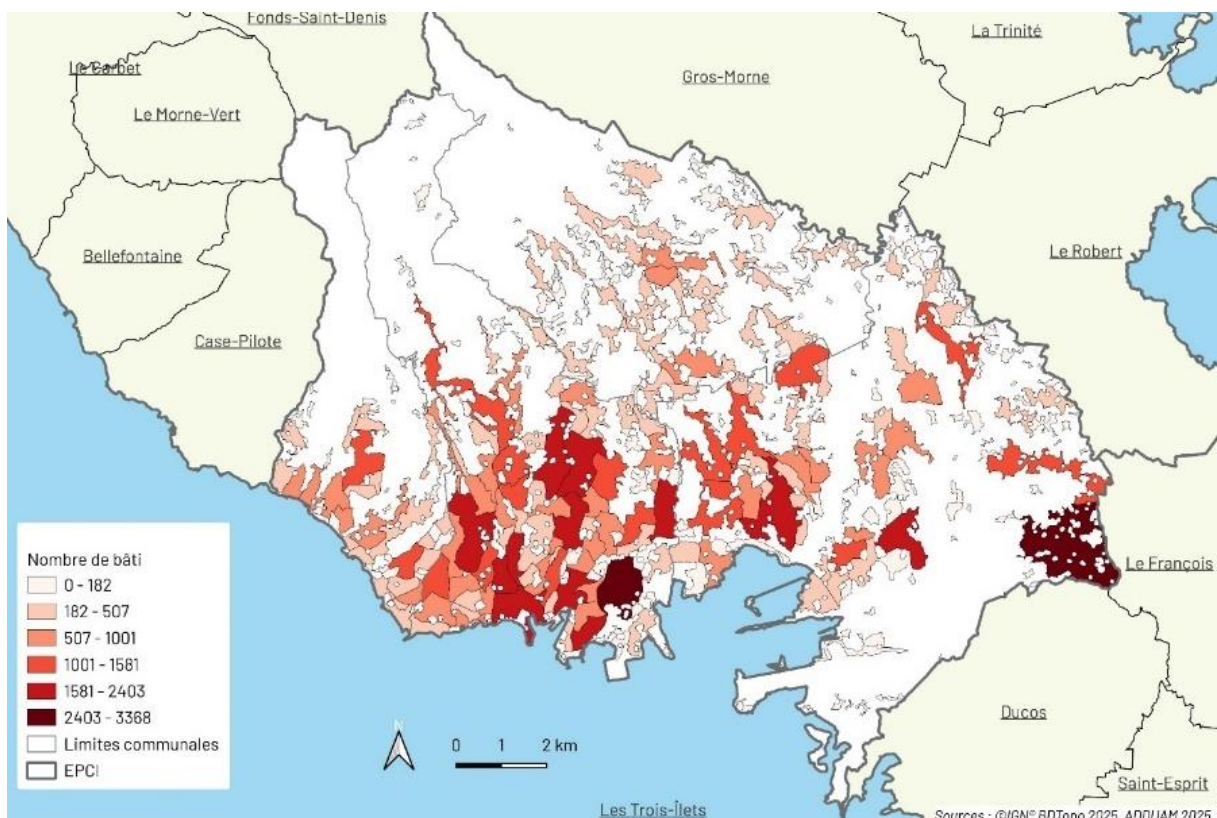 Fonds-Saint-Denis
La Trinité
Le Carbet
Gros-Morne
Le Morne-Vert
Le Robert
Bellefontaine
Case-Pilote
Nombre de bâti
0 - 182
182 - 507
507 - 1001
1001 - 1581
1581 - 2403
2403 - 3368
Limites communales
EPCI
N
0 1 2 km
Le François
Ducos
Saint-Esprit
Les Trois-Îlets
Sources : ©IGN® BDTopo 2025, ADDUAM 2025